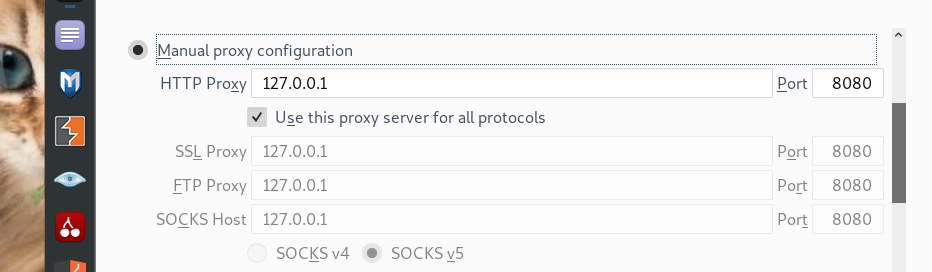 Manual proxy configuration
HTTP Proxy 127.0.0.1 Port 8080
Use this proxy server for all protocols
SSL Proxy 127.0.0.1 Port 8080
FTP Proxy 127.0.0.1 Port 8080
SOCKS Host 127.0.0.1 Port 8080
SOCKS v4 SOCKS v5